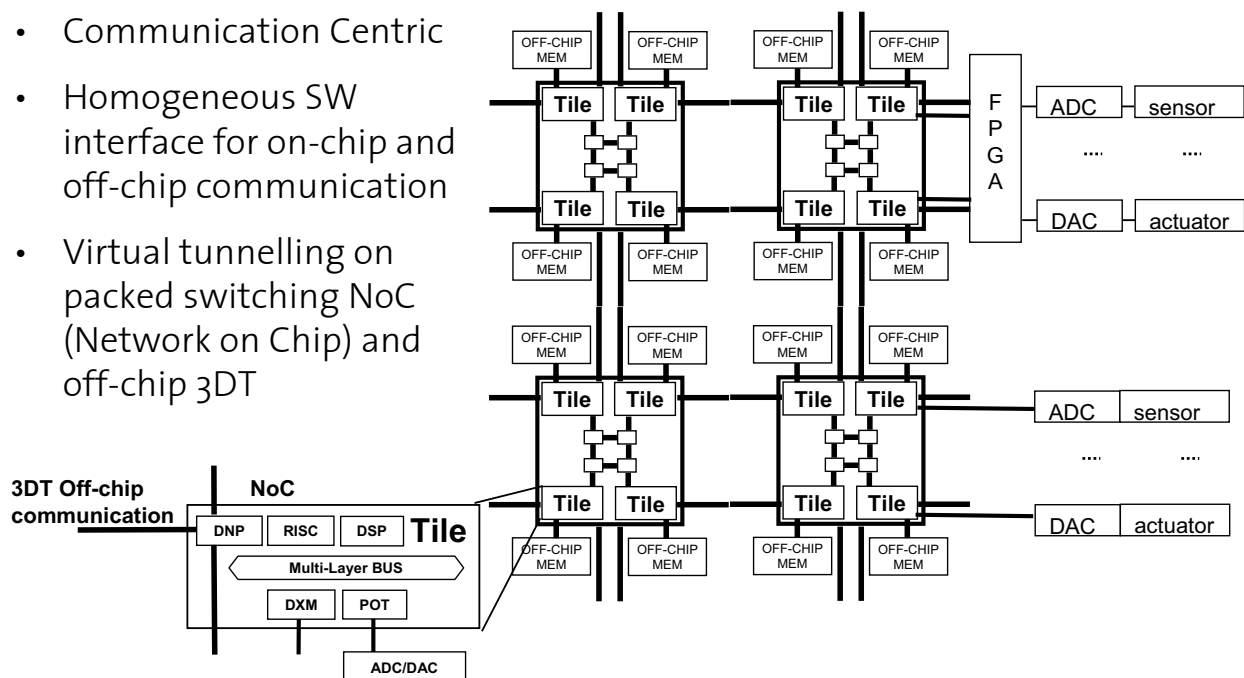 • Communication Centric
• Homogeneous SW
interface for on-chip and
off-chip communication
• Virtual tunnelling on
packed switching NoC
(Network on Chip) and
off-chip 3DT
OFF-CHIP
MEM
OFF-CHIP
MEM
OFF-CHIP
MEM
OFF-CHIP
MEM
Tile
Tile
Tile
Tile
Tile
Tile
Tile
Tile
OFF-CHIP
MEM
OFF-CHIP
MEM
OFF-CHIP
MEM
OFF-CHIP
MEM
F
P
G
A
ADC
sensor
....
....
DAC
actuator
OFF-CHIP
MEM
OFF-CHIP
MEM
OFF-CHIP
MEM
OFF-CHIP
MEM
Tile
Tile
Tile
Tile
Tile
Tile
Tile
Tile
OFF-CHIP
MEM
OFF-CHIP
MEM
OFF-CHIP
MEM
OFF-CHIP
MEM
ADC
sensor
....
....
DAC
actuator
3DT Off-chip
communication
NoC
DNP
RISC
DSP
Tile
Multi-Layer BUS
DXM
POT
ADC/DAC